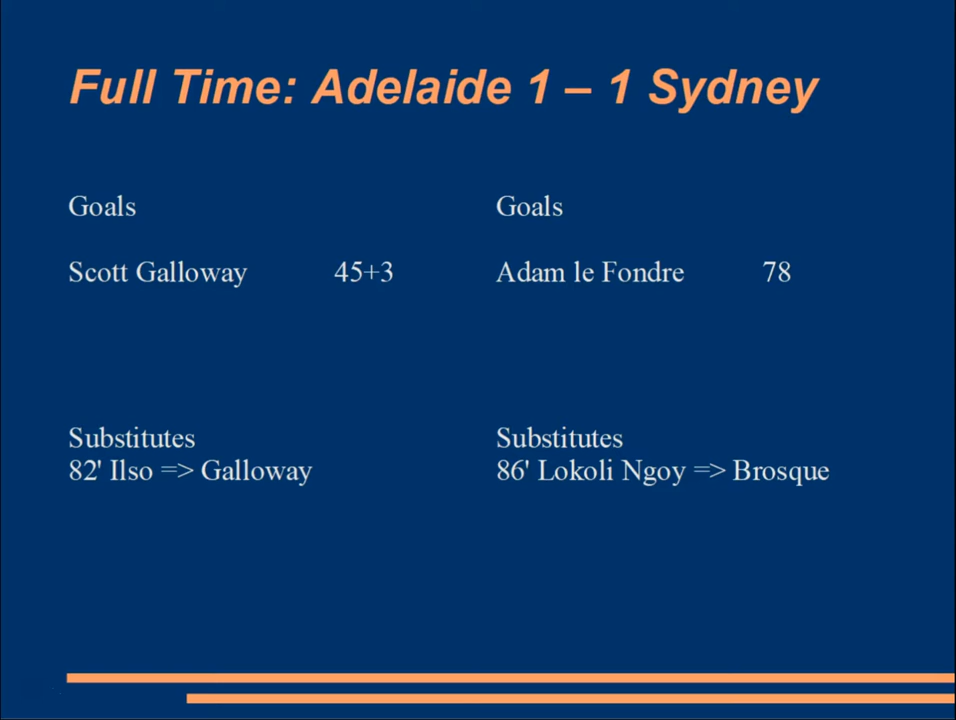 Full Time: Adelaide 1 – 1 Sydney
Goals
Scott Galloway 45+3
Substitutes
82' Ilso => Galloway
Goals
Adam le Fondre 78
Substitutes
86' Lokoli Ngoy => Brosque